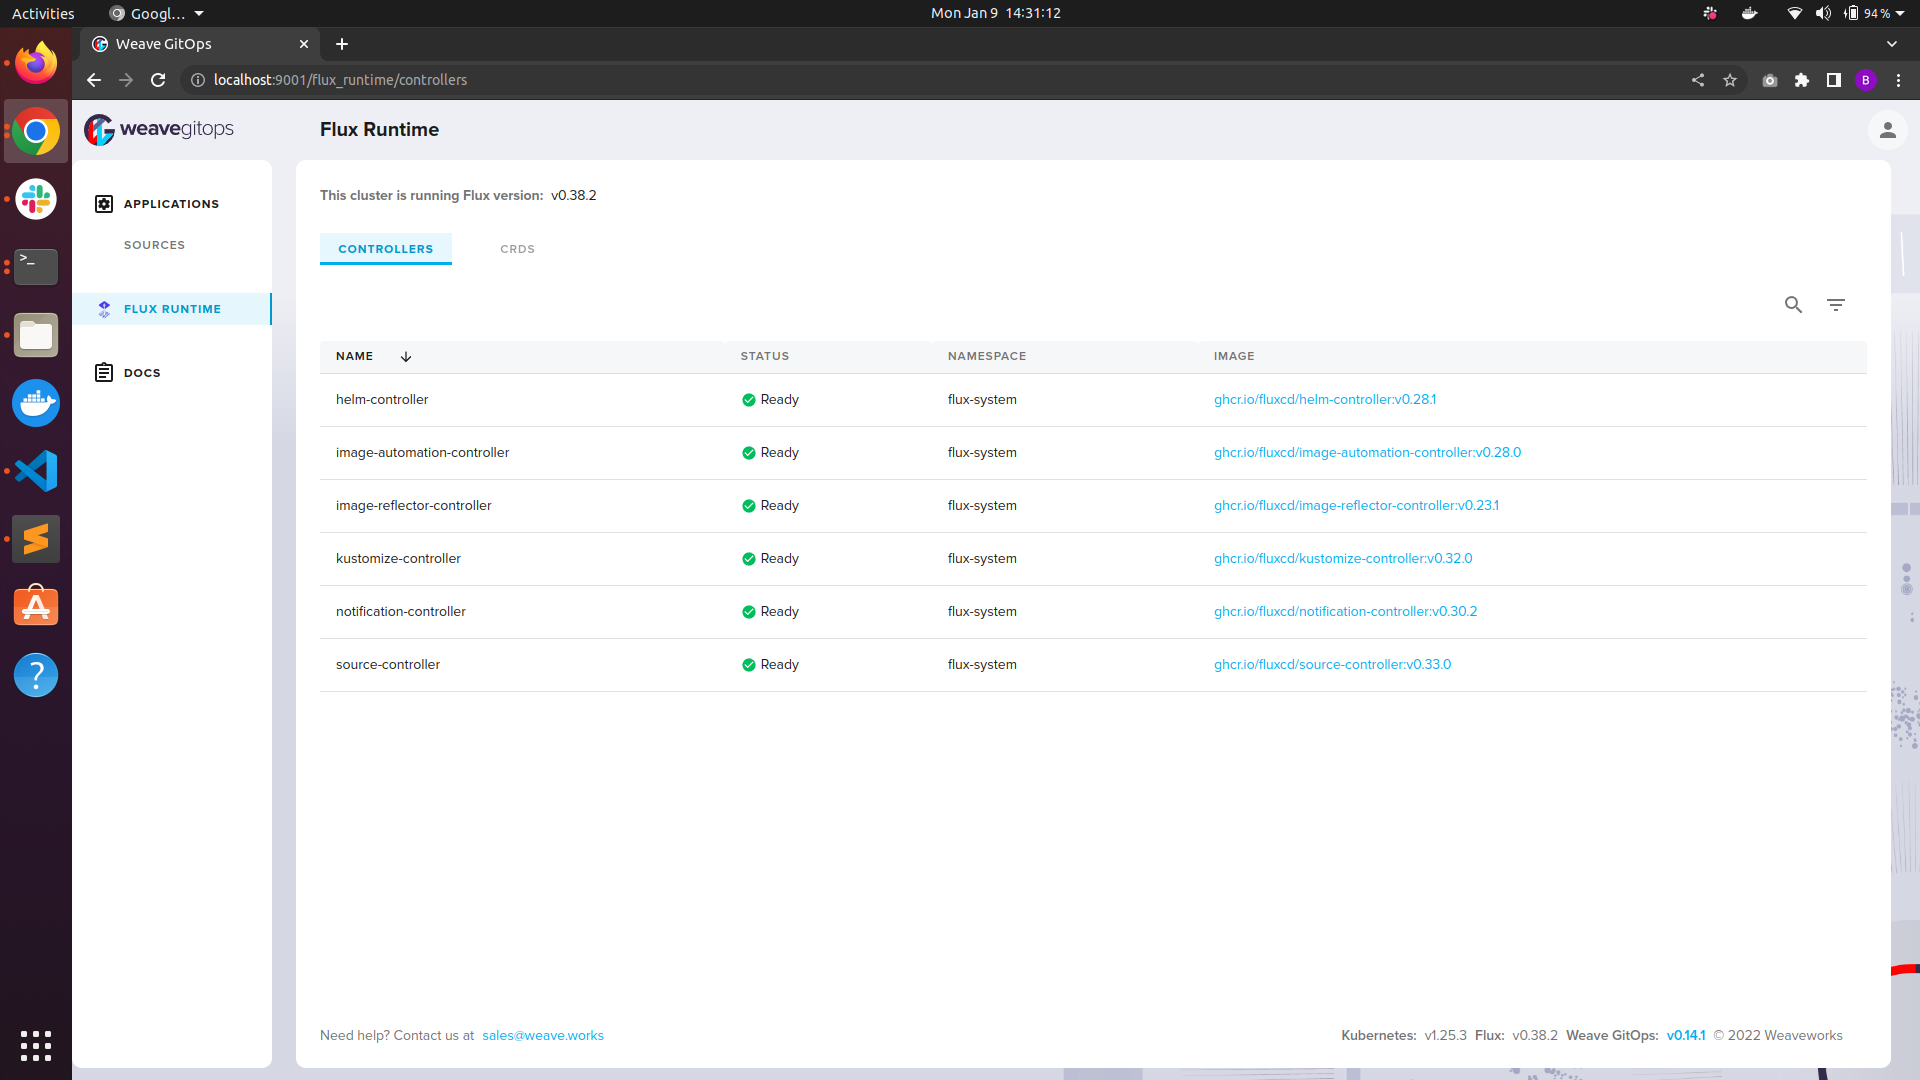 Activities
Googl...
Mon Jan 9 14:31:12
94 %
Weave GitOps
localhost:9001/flux_runtime/controllers
B
weavegitops
Flux Runtime
APPLICATIONS
SOURCES
FLUX RUNTIME
DOCS
This cluster is running Flux version: v0.38.2
CONTROLLERS CRDS
NAME STATUS NAMESPACE IMAGE
helm-controller Ready flux-system ghcr.io/fluxcd/helm-controller:v0.28.1
image-automation-controller Ready flux-system ghcr.io/fluxcd/image-automation-controller:v0.28.0
image-reflector-controller Ready flux-system ghcr.io/fluxcd/image-reflector-controller:v0.23.1
kustomize-controller Ready flux-system ghcr.io/fluxcd/kustomize-controller:v0.32.0
notification-controller Ready flux-system ghcr.io/fluxcd/notification-controller:v0.30.2
source-controller Ready flux-system ghcr.io/fluxcd/source-controller:v0.33.0
Need help? Contact us at sales@weave.works
Kubernetes: v1.25.3 Flux: v0.38.2 Weave GitOps: v0.14.1 © 2022 Weaveworks